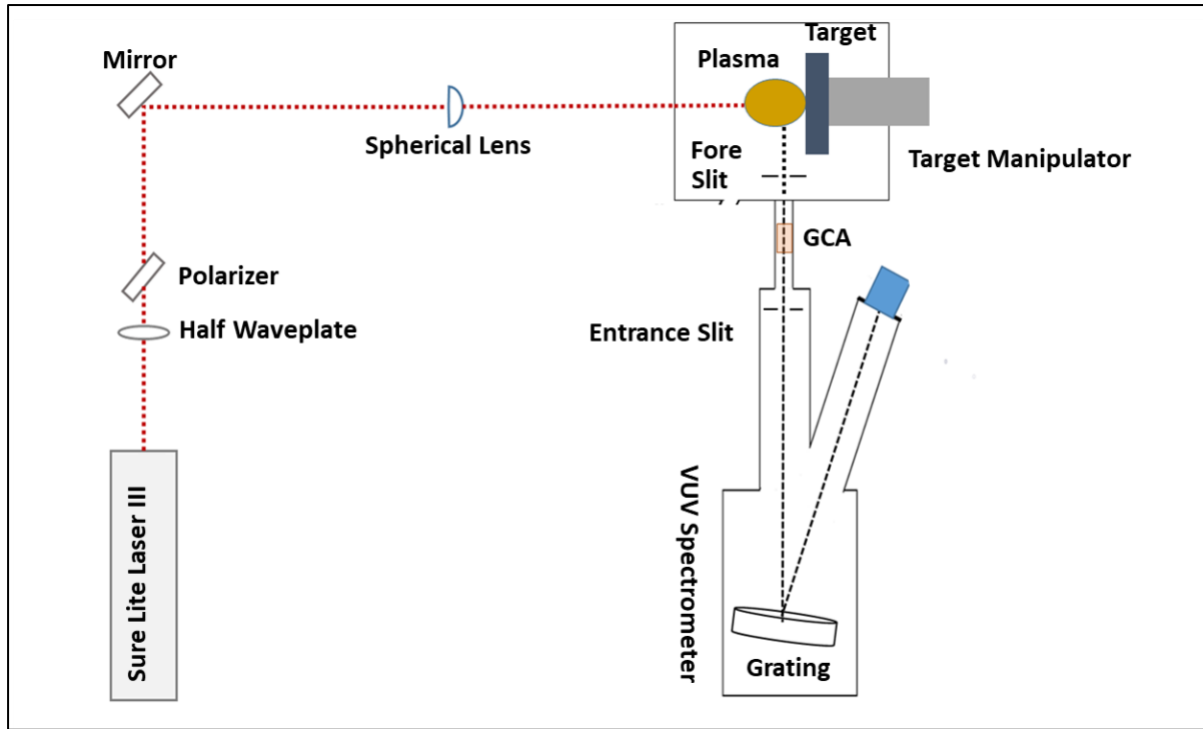 Mirror
Spherical Lens
Plasma
Target
Fore
Slit
Target Manipulator
GCA
Polarizer
Half Waveplate
Entrance Slit
Sure Lite Laser III
VUV Spectrometer
Grating